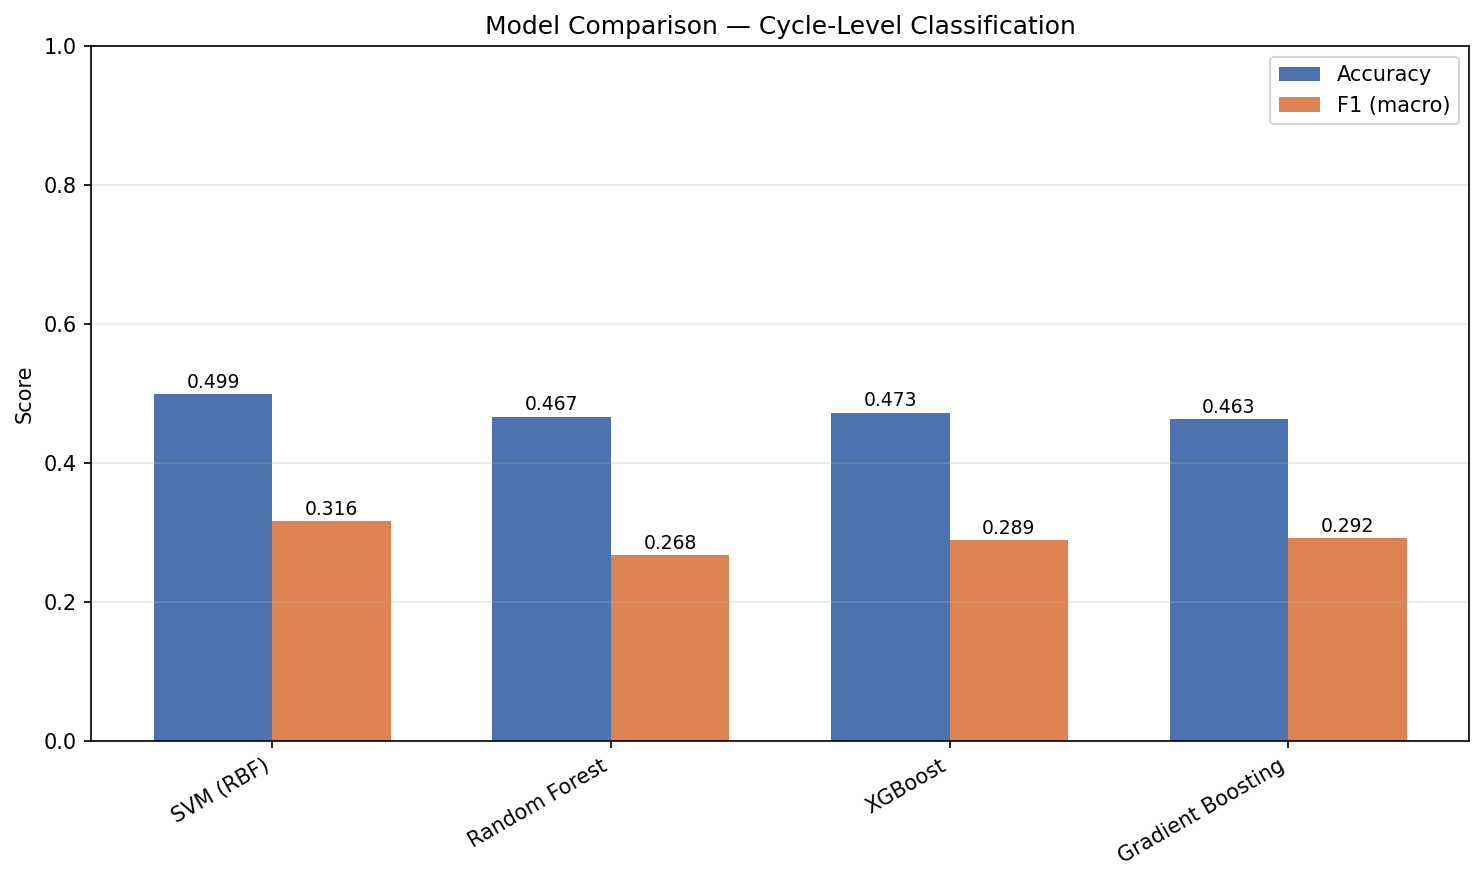 Model Comparison — Cycle-Level Classification
Accuracy
F1 (macro)
Score
1.0
0.8
0.6
0.4
0.2
0.0
0.499
0.316
0.467
0.268
0.473
0.289
0.463
0.292
SVM (RBF)
Random Forest
XGBoost
Gradient Boosting